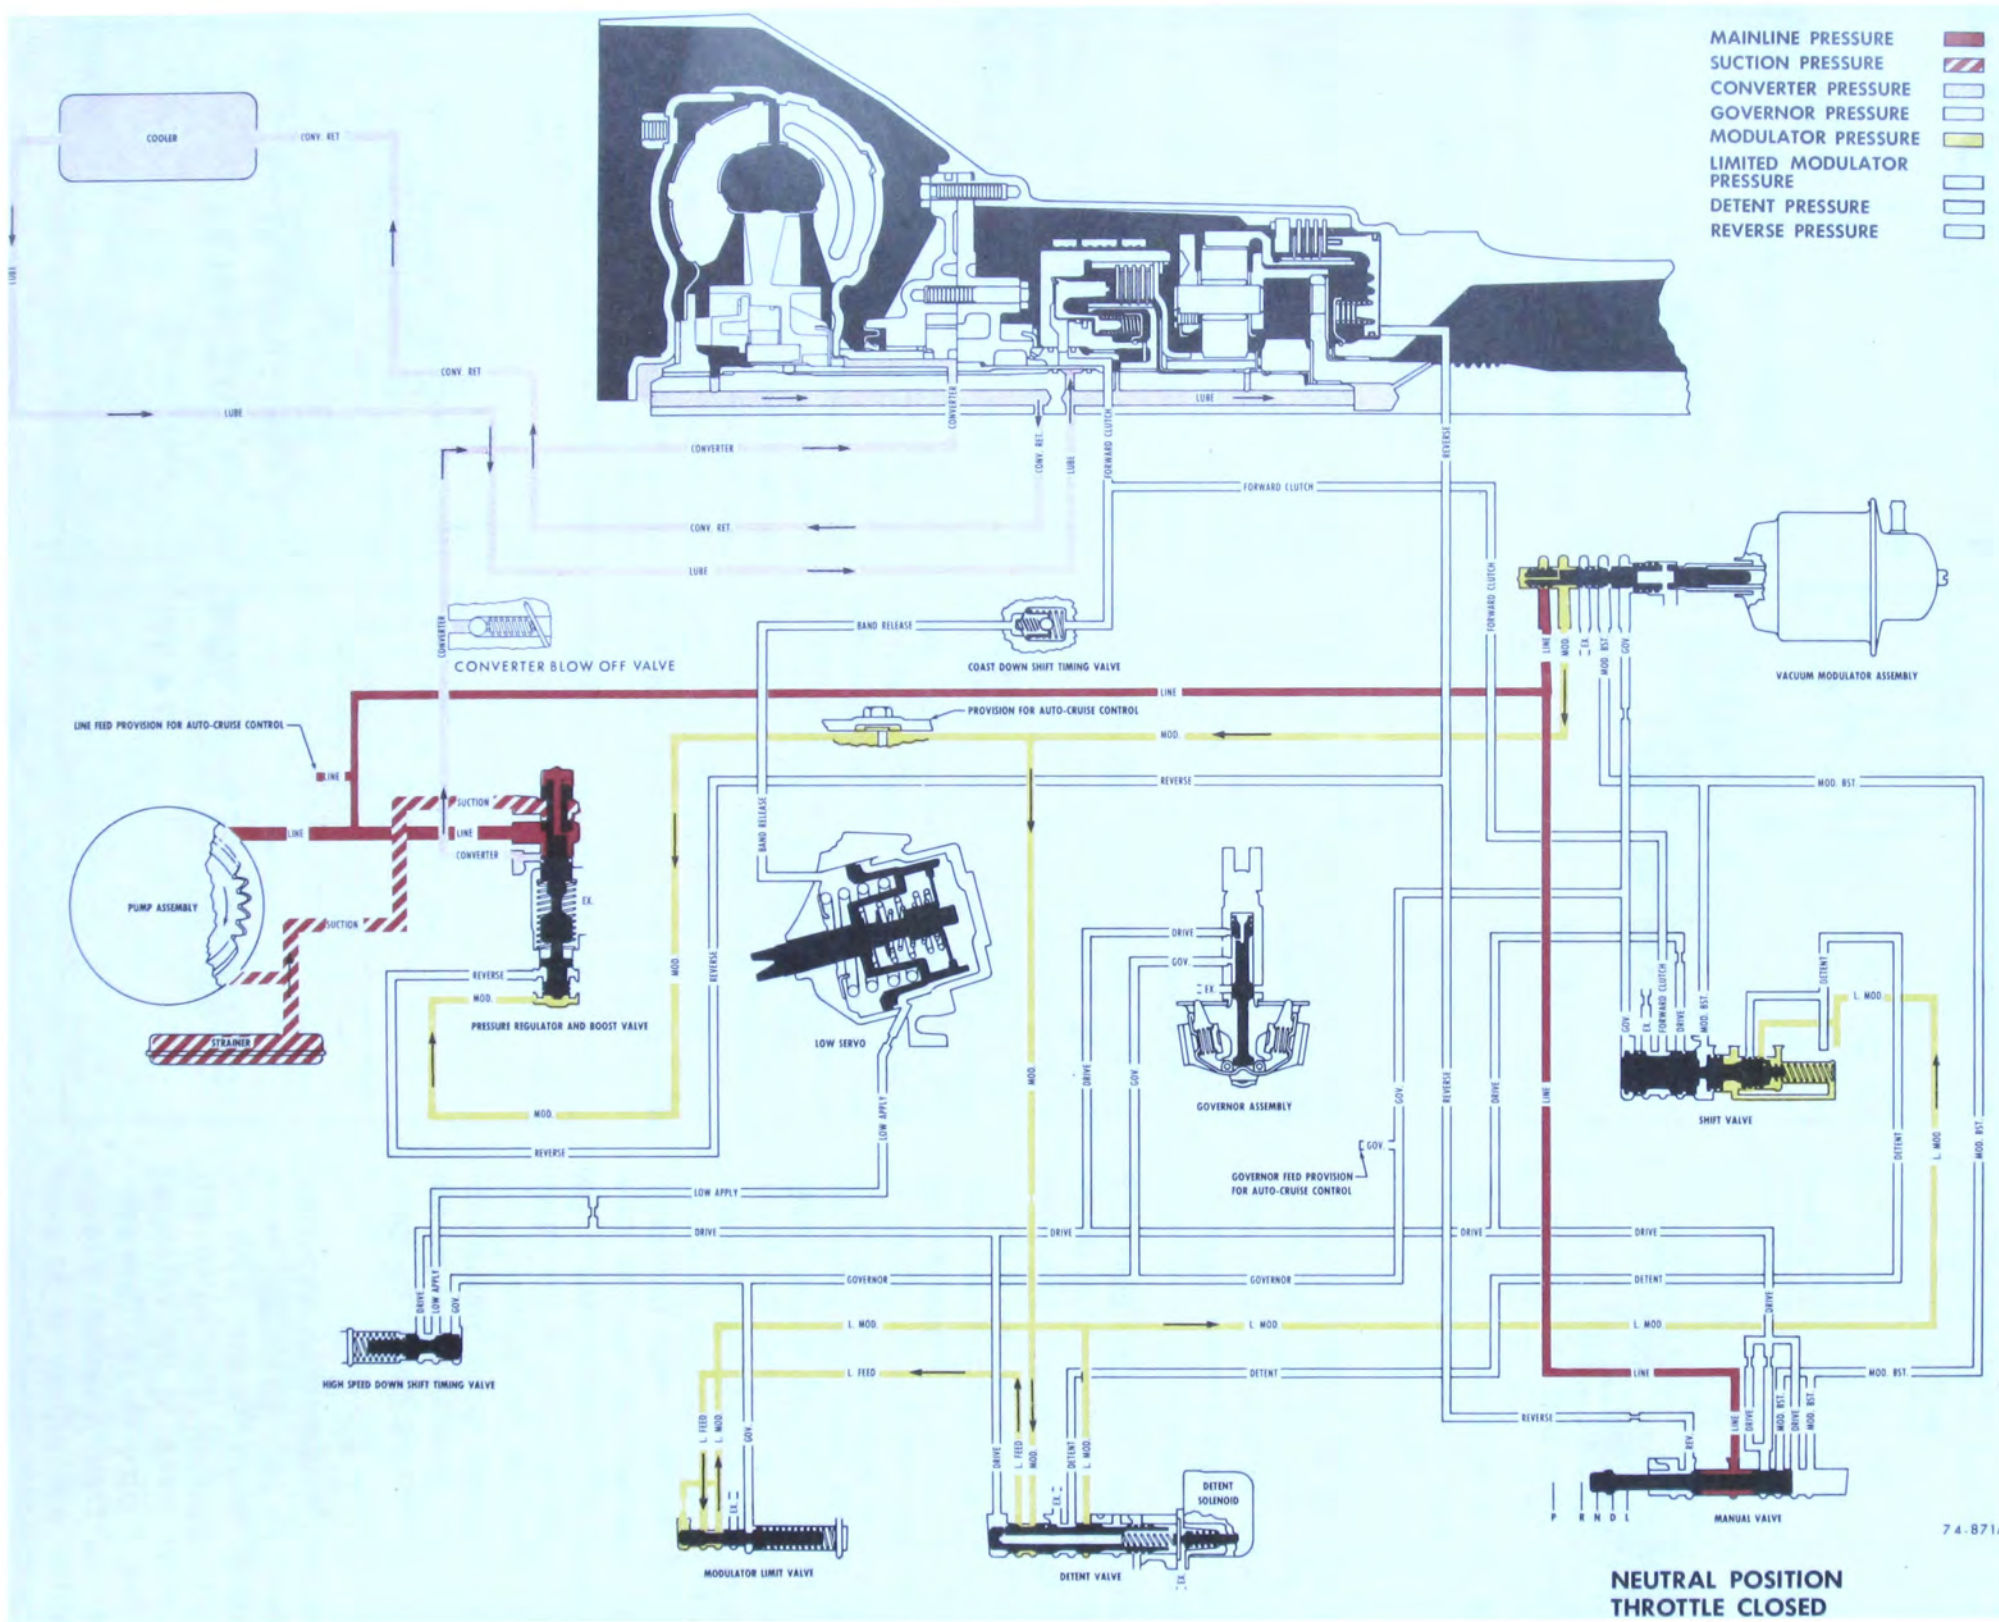 MAINLINE PRESSURE
SUCTION PRESSURE
CONVERTER PRESSURE
GOVERNOR PRESSURE
MODULATOR PRESSURE
LIMITED MODULATOR
PRESSURE
DETENT PRESSURE
REVERSE PRESSURE
COOLER
CONV. RET
LUBE
CONV. RET
LUBE
LUBE
CONVERTER
CONVERTER
CONV. RET.
LUBE
FORWARD CLUTCH
REVERSE
FORWARD CLUTCH
CONV. RET.
LUBE
FORWARD CLUTCH
CONVERTER
CONVERTER BLOW OFF VALVE
BAND RELEASE
COAST DOWN SHIFT TIMING VALVE
LINE
MOD.
EX.
MOD. BST
GOV
VACUUM MODULATOR ASSEMBLY
LINE
LINE FEED PROVISION FOR AUTO-CRUISE CONTROL
PROVISION FOR AUTO-CRUISE CONTROL
MOD.
LINE
REVERSE
MOD. BST
SUCTION
LINE
LINE
CONVERTER
BAND RELEASE
EX.
PUMP ASSEMBLY
SUCTION
DRIVE
GOV.
EX.
MOD.
REVERSE
REVERSE
MOD.
PRESSURE REGULATOR AND BOOST VALVE
STRAINER
LOW SERVO
DETENT
L. MOD
GOV.
EX.
FORWARD CLUTCH
DRIVE
MOD. BST.
MOD.
DRIVE
GOV
GOVERNOR ASSEMBLY
REVERSE
GOV.
DRIVE
LINE
SHIFT VALVE
MOD.
LOW APPLY
DETENT
L. MOD
MOD. BST.
REVERSE
GOV.
GOVERNOR FEED PROVISION
FOR AUTO-CRUISE CONTROL
LOW APPLY
DRIVE
DRIVE
DRIVE
DRIVE
GOVERNOR
GOVERNOR
DETENT
DRIVE
LOW APPLY
GOV.
DRIVE
L. MOD.
L. MOD
L. MOD
HIGH SPEED DOWN SHIFT TIMING VALVE
L. FEED
DETENT
LINE
MOD. BST.
L. FEED
L. MOD.
GOV.
DRIVE
L. FEED
MOD.
DETENT
L. MOD.
REVERSE
REV.
LINE
DRIVE
MOD. BST.
DRIVE
MOD. BST.
EX.
EX.
DETENT
SOLENOID
P R N D L
MANUAL VALVE
MODULATOR LIMIT VALVE
DETENT VALVE
EX.
NEUTRAL POSITION
THROTTLE CLOSED